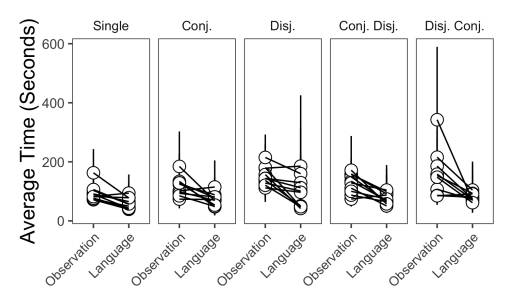 Single Conj. Disj. Conj. Disj. Disj. Conj.
Average Time (Seconds)
600
400
200
0
Observation Language Observation Language Observation Language Observation Language Observation Language